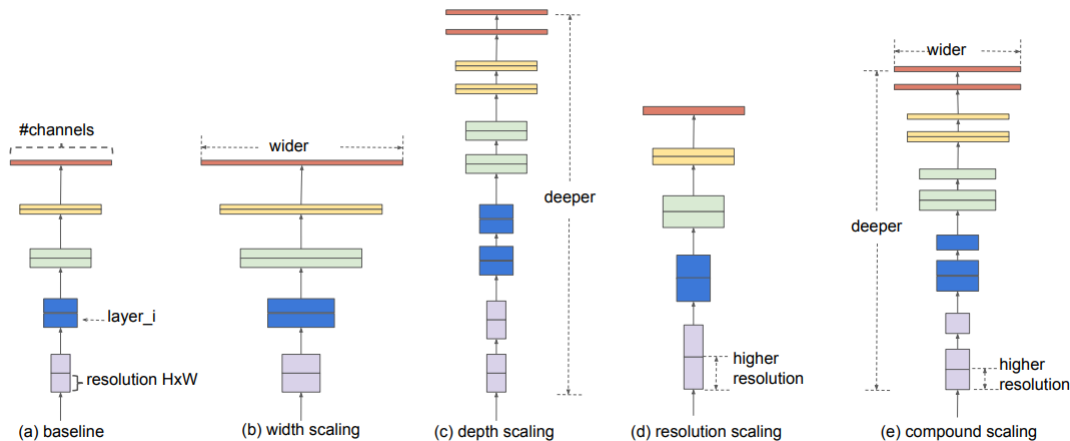 #channels
layer_i
resolution HxW
(a) baseline
wider
(b) width scaling
deeper
(c) depth scaling
higher
resolution
(d) resolution scaling
wider
deeper
higher
resolution
(e) compound scaling